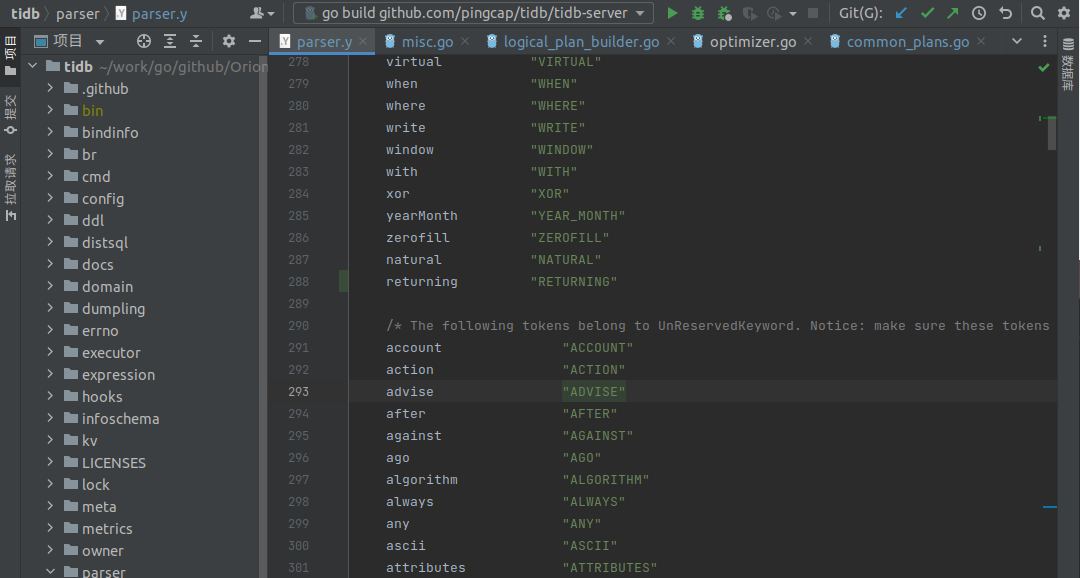 tidb parser parser.y go build github.com/pingcap/tidb/tidb-server Git(G):
项目 parser.y misc.go logical_plan_builder.go optimizer.go common_plans.go
项目
提交
拉取请求
数据库
tidb ~/work/go/github/Orion
.github
bin
bindinfo
br
cmd
config
ddl
distsql
docs
domain
dumpling
errno
executor
expression
hooks
infoschema
kv
LICENSES
lock
meta
metrics
owner
parser
278 virtual "VIRTUAL"
279 when "WHEN"
280 where "WHERE"
281 write "WRITE"
282 window "WINDOW"
283 with "WITH"
284 xor "XOR"
285 yearMonth "YEAR_MONTH"
286 zerofill "ZEROFILL"
287 natural "NATURAL"
288 returning "RETURNING"
289
290 /* The following tokens belong to UnReservedKeyword. Notice: make sure these tokens
291 account "ACCOUNT"
292 action "ACTION"
293 advise "ADVISE"
294 after "AFTER"
295 against "AGAINST"
296 ago "AGO"
297 algorithm "ALGORITHM"
298 always "ALWAYS"
299 any "ANY"
300 ascii "ASCII"
301 attributes "ATTRIBUTES"